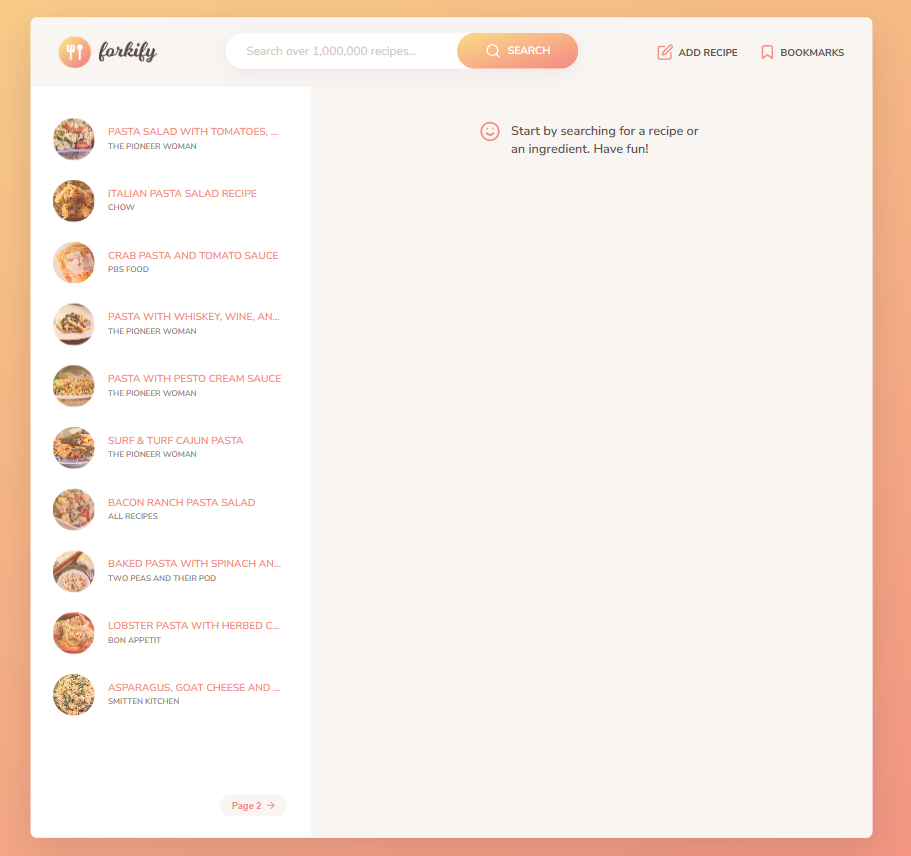 forkify
Search over 1,000,000 recipes...
SEARCH
ADD RECIPE
BOOKMARKS
PASTA SALAD WITH TOMATOES, ...
THE PIONEER WOMAN
ITALIAN PASTA SALAD RECIPE
CHOW
CRAB PASTA AND TOMATO SAUCE
PBS FOOD
PASTA WITH WHISKEY, WINE, AN...
THE PIONEER WOMAN
PASTA WITH PESTO CREAM SAUCE
THE PIONEER WOMAN
SURF & TURF CAJUN PASTA
THE PIONEER WOMAN
BACON RANCH PASTA SALAD
ALL RECIPES
BAKED PASTA WITH SPINACH AN...
TWO PEAS AND THEIR POD
LOBSTER PASTA WITH HERBED C...
BON APPETIT
ASPARAGUS, GOAT CHEESE AND ...
SMITTEN KITCHEN
Page 2
Start by searching for a recipe or
an ingredient. Have fun!